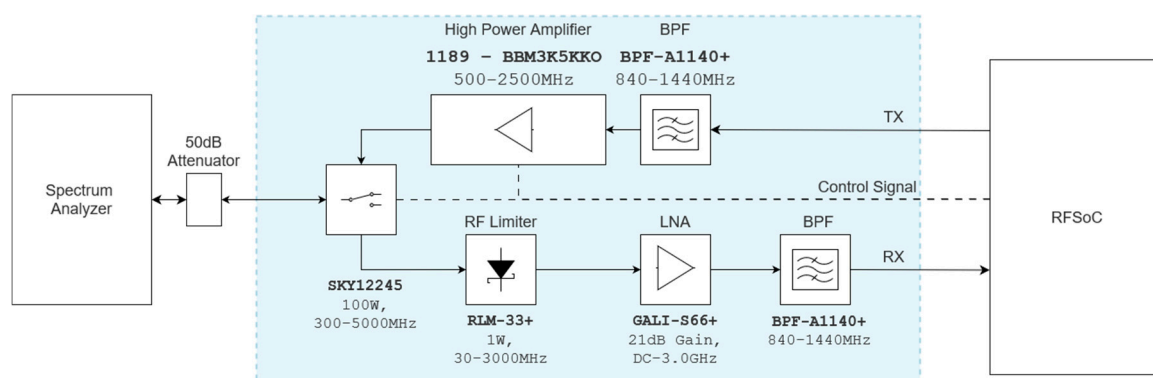 High Power Amplifier
1189 – BBM3K5KKO
500–2500MHz
BPF
BPF–A1140+
840–1440MHz
TX
50dB
Attenuator
Spectrum
Analyzer
Control Signal
RFSoC
RF Limiter
LNA
BPF
RX
SKY12245
100W,
300–5000MHz
RLM–33+
1W,
30–3000MHz
GALI–S66+
21dB Gain,
DC–3.0GHz
BPF–A1140+
840–1440MHz